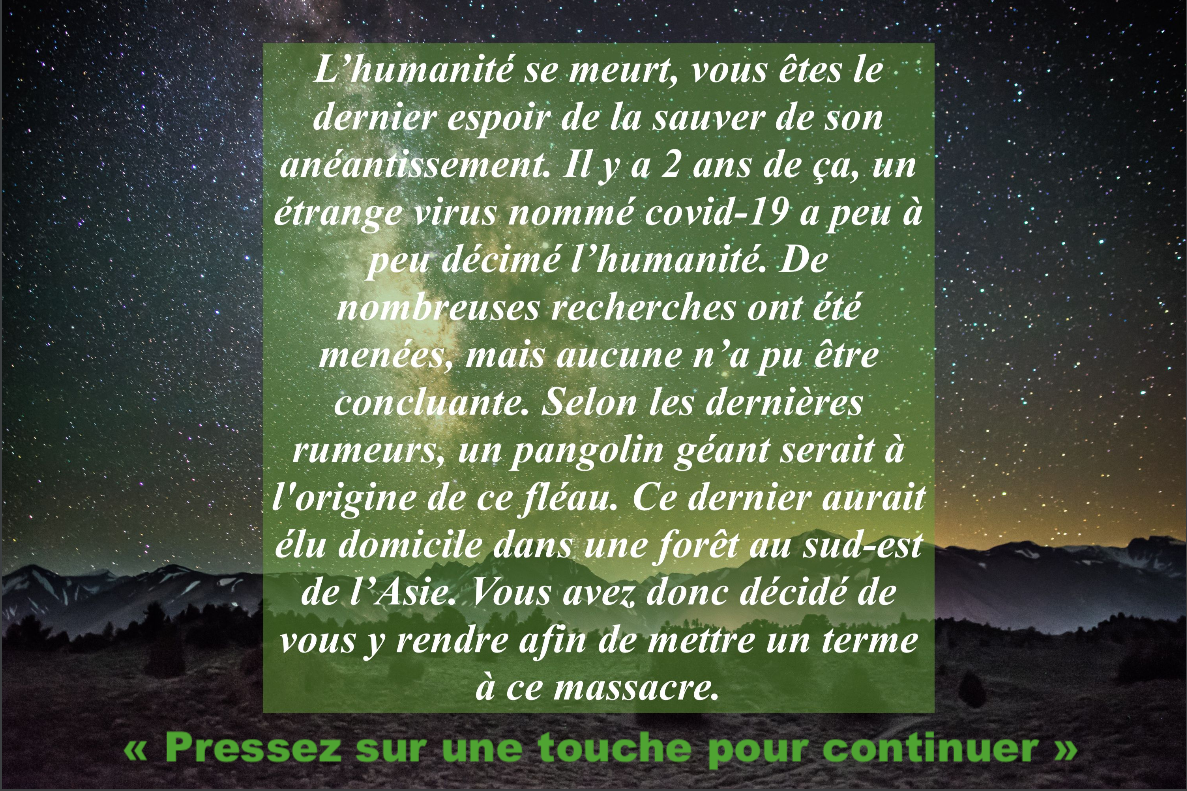 L’humanité se meurt, vous êtes le
dernier espoir de la sauver de son
anéantissement. Il y a 2 ans de ça, un
étrange virus nommé covid-19 a peu à
peu décimé l’humanité. De
nombreuses recherches ont été
menées, mais aucune n’a pu être
concluante. Selon les dernières
rumeurs, un pangolin géant serait à
l'origine de ce fléau. Ce dernier aurait
élu domicile dans une forêt au sud-est
de l’Asie. Vous avez donc décidé de
vous y rendre afin de mettre un terme
à ce massacre.
« Pressez sur une touche pour continuer »